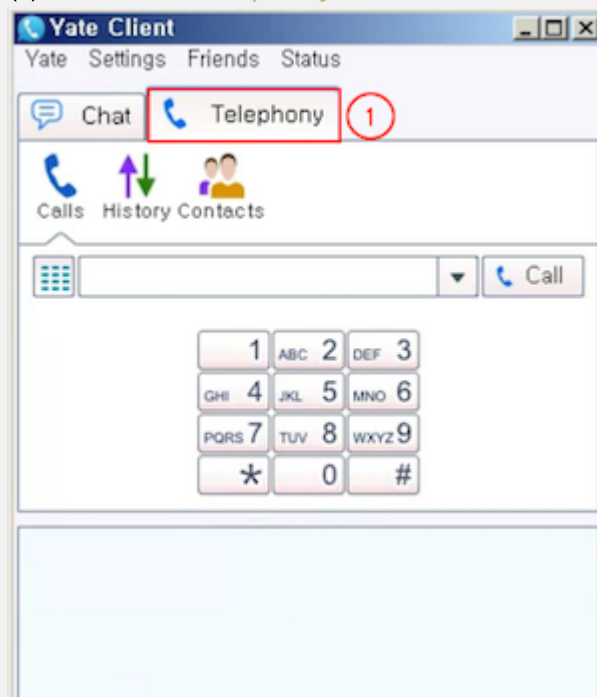 Yate Client
Yate Settings Friends Status
Chat Telephony 1
Calls History Contacts
Call
1 ABC 2 DEF 3
GHI 4 JKL 5 MNO 6
PQRS 7 TUV 8 WXYZ 9
* 0 #